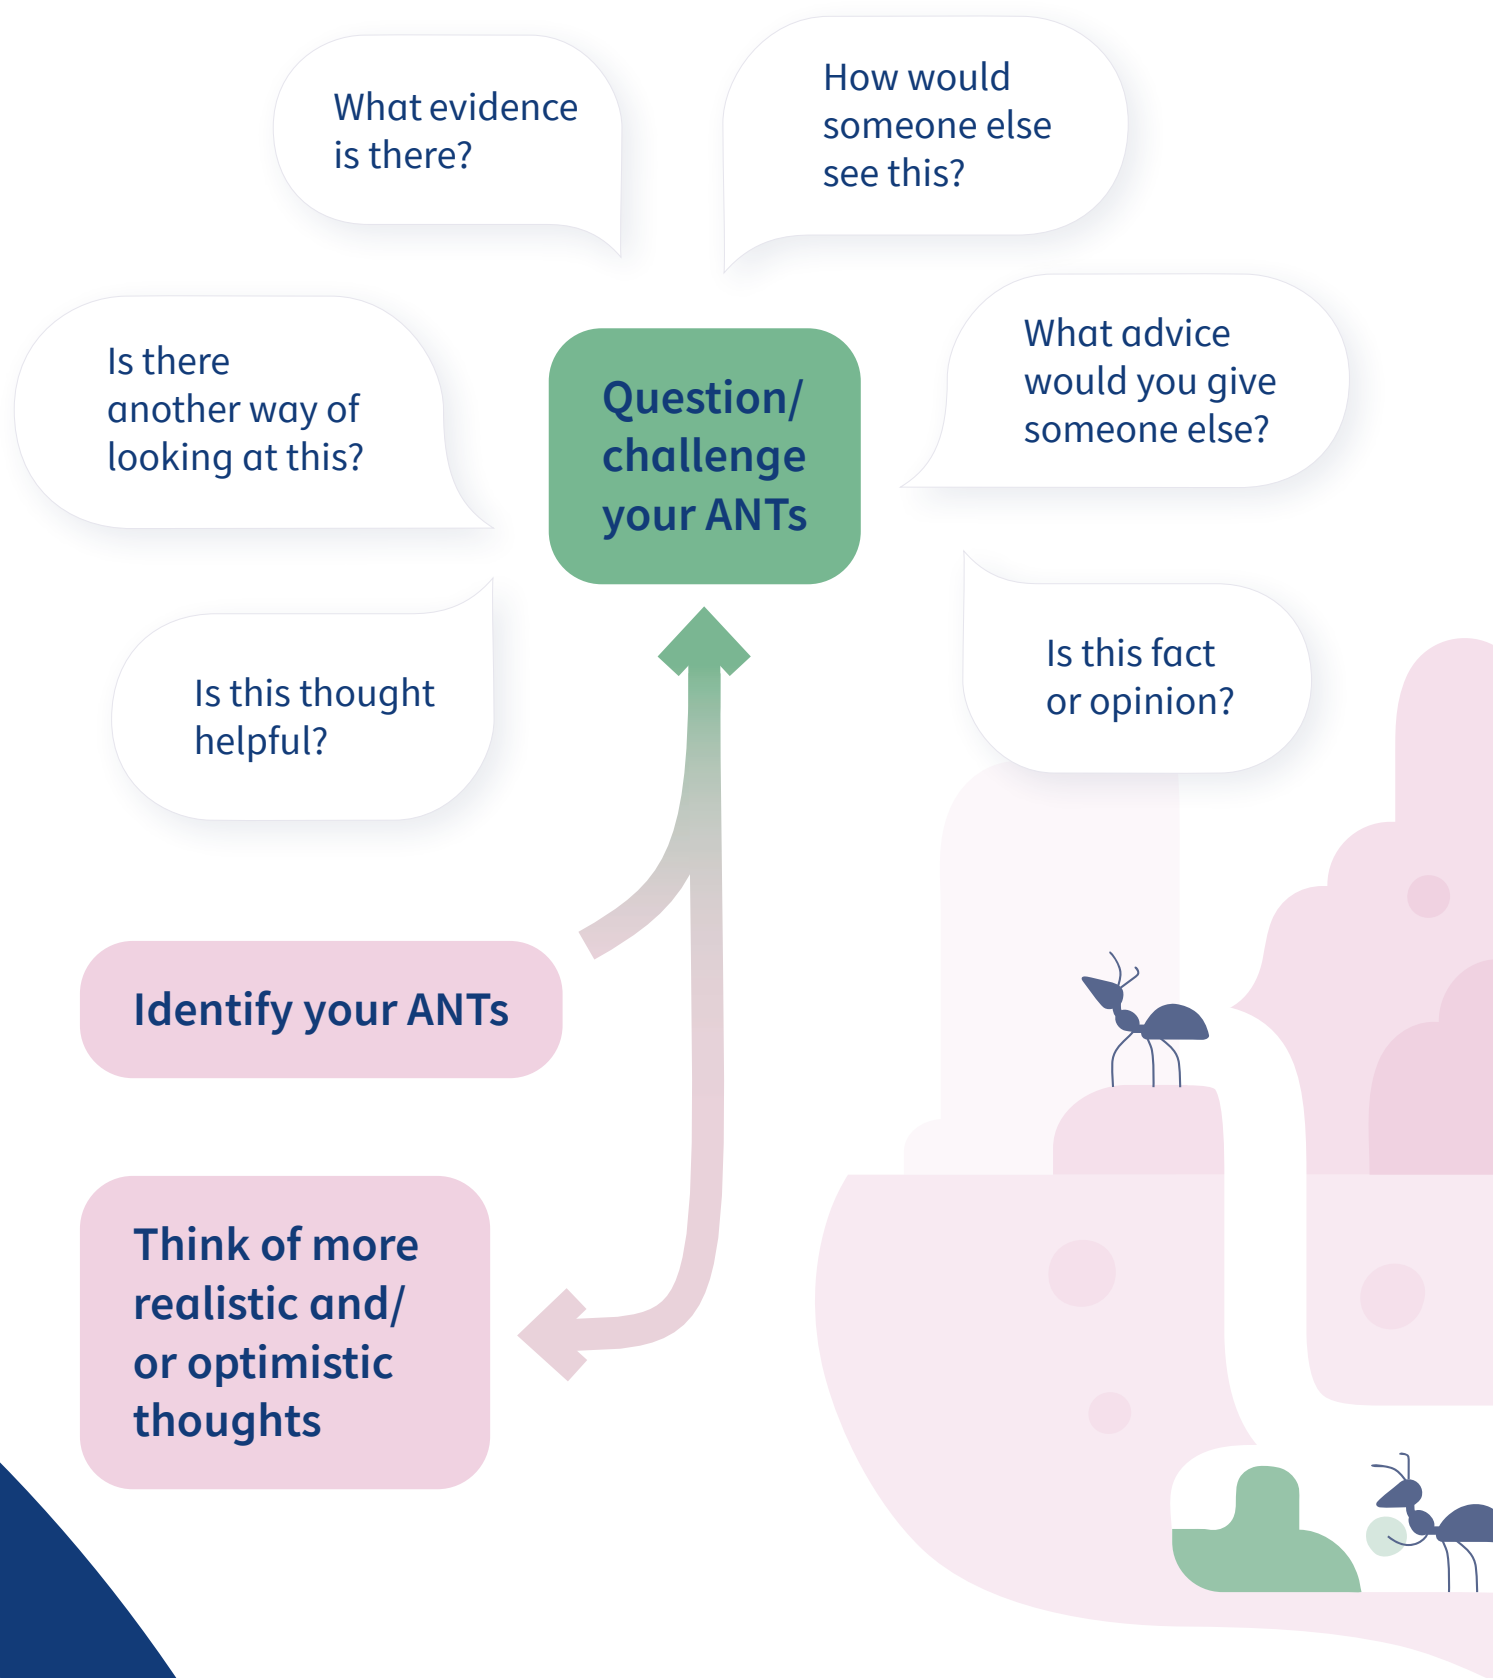 What evidence
is there?
How would
someone else
see this?
Is there
another way of
looking at this?
Question/
challenge
your ANTs
What advice
would you give
someone else?
Is this thought
helpful?
Is this fact
or opinion?
Identify your ANTs
Think of more
realistic and/
or optimistic
thoughts